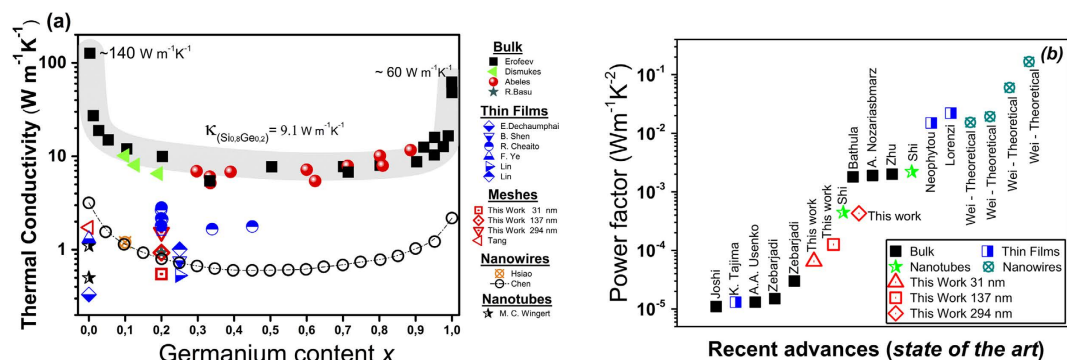 (a)
Thermal Conductivity (W m⁻¹K⁻¹)
100
10
1
~140 W m⁻¹K⁻¹
~ 60 W m⁻¹K⁻¹
κ(Si0,8Ge0,2) = 9.1 W m⁻¹K⁻¹
0,0 0,1 0,2 0,3 0,4 0,5 0,6 0,7 0,8 0,9 1,0
Germanium content x
Bulk
Erofeev
Dismukes
Abeles
R.Basu
Thin Films
E.Dechaumphai
B. Shen
R. Cheaito
F. Ye
Lin
Lin
Meshes
This Work 31 nm
This Work 137 nm
This Work 294 nm
Tang
Nanowires
Hsiao
Chen
Nanotubes
M. C. Wingert
(b)
Power factor (Wm⁻¹K⁻²)
10⁻¹
10⁻²
10⁻³
10⁻⁴
10⁻⁵
Joshi
K. Tajima
A.A. Usenko
Zebarjadi
Zebarjadi
This work
This work
Shi
Bathula
This work
A. Nozariasbmarz
Zhu
Shi
Neophytou
Lorenzi
Wei - Theoretical
Wei - Theoretical
Wei - Theoretical
Wei - Theoretical
Bulk
Thin Films
Nanotubes
Nanowires
This Work 31 nm
This Work 137 nm
This Work 294 nm
Recent advances (state of the art)